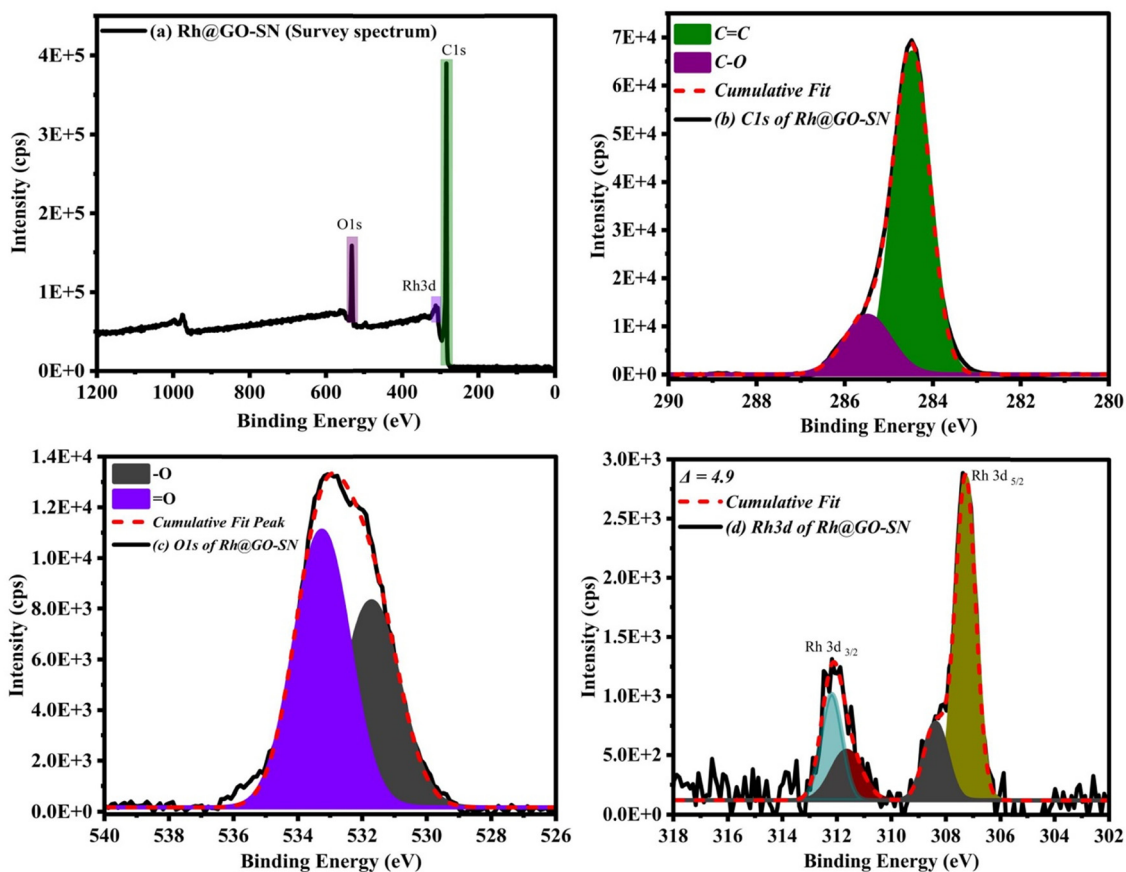 (a) Rh@GO-SN (Survey spectrum)
C1s
O1s
Rh3d
4E+5
3E+5
2E+5
1E+5
0E+0
Intensity (cps)
1200 1000 800 600 400 200 0
Binding Energy (eV)
C=C
C-O
Cumulative Fit
(b) C1s of Rh@GO-SN
7E+4
6E+4
5E+4
4E+4
3E+4
2E+4
1E+4
0E+0
Intensity (cps)
290 288 286 284 282 280
Binding Energy (eV)
-O
=O
Cumulative Fit Peak
(c) O1s of Rh@GO-SN
1.4E+4
1.2E+4
1.0E+4
8.0E+3
6.0E+3
4.0E+3
2.0E+3
0.0E+0
Intensity (cps)
540 538 536 534 532 530 528 526
Binding Energy (eV)
Δ = 4.9
Cumulative Fit
(d) Rh3d of Rh@GO-SN
Rh 3d 5/2
Rh 3d 3/2
3.0E+3
2.5E+3
2.0E+3
1.5E+3
1.0E+3
5.0E+2
0.0E+0
Intensity (cps)
318 316 314 312 310 308 306 304 302
Binding Energy (eV)